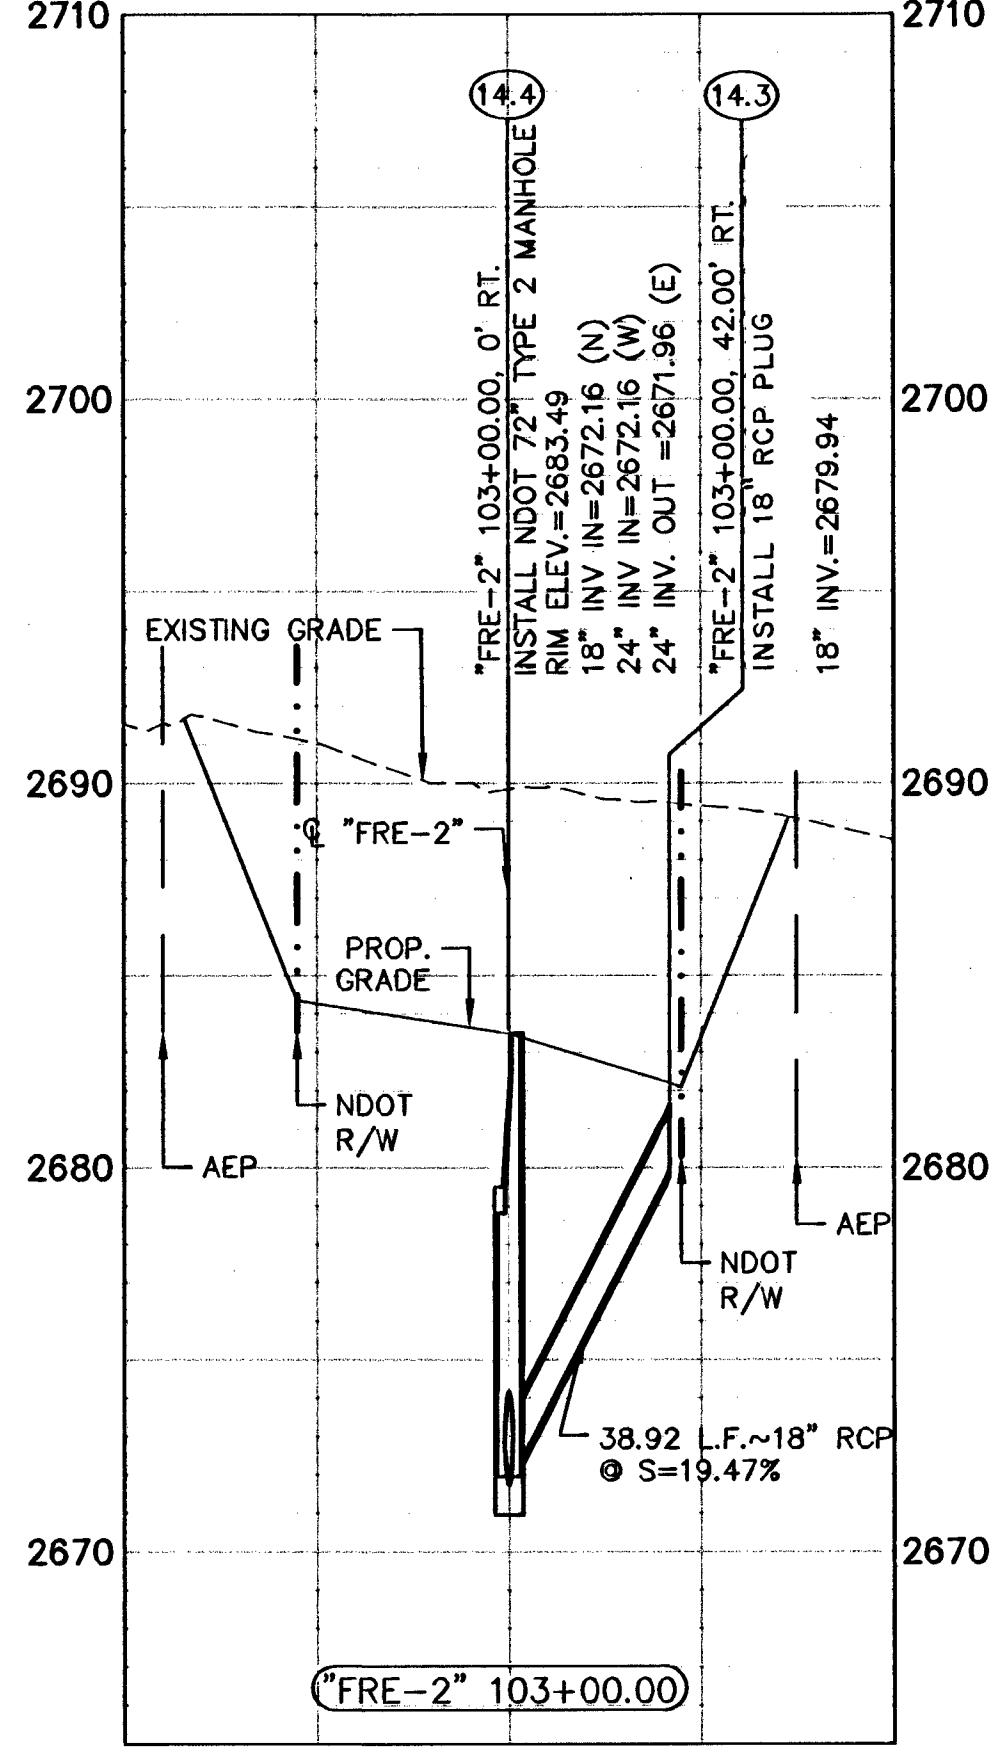 2710
2710
14.4
14.3
"FRE-2" 103+00.00, 0' RT.
INSTALL NDOT 72" TYPE 2 MANHOLE
RIM ELEV.=2683.49
18" INV IN=2672.16 (N)
24" INV IN=2672.16 (W)
24" INV. OUT =2671.96 (E)
"FRE-2" 103+00.00, 42.00' RT.
INSTALL 18" RCP PLUG
18" INV.=2679.94
2700
2700
EXISTING GRADE
2690
2690
℄ "FRE-2"
PROP.
GRADE
NDOT
R/W
AEP
2680
2680
AEP
NDOT
R/W
38.92 L.F.~18" RCP
@ S=19.47%
2670
2670
"FRE-2" 103+00.00